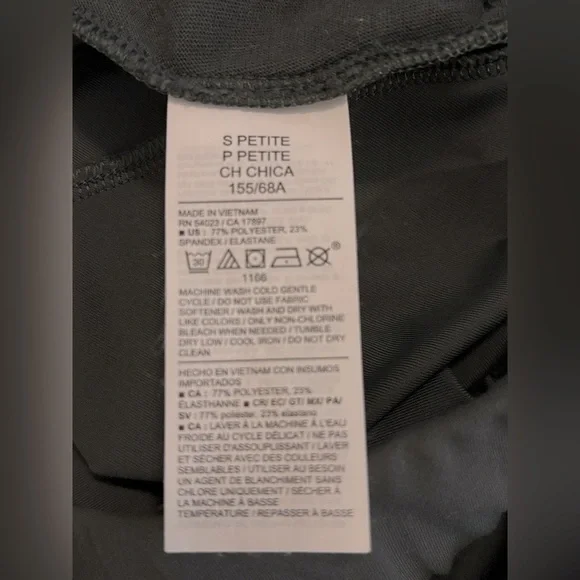 S PETITE
P PETITE
CH CHICA
155/68A
MADE IN VIETNAM
RN 54023 / CA 17897
■ US : 77% POLYESTER, 23%
SPANDEX / ELASTANE
30
®
1166
MACHINE WASH COLD GENTLE
CYCLE / DO NOT USE FABRIC
SOFTENER / WASH AND DRY WITH
LIKE COLORS / ONLY NON-CHLORINE
BLEACH WHEN NEEDED / TUMBLE
DRY LOW / COOL IRON / DO NOT DRY
CLEAN
HECHO EN VIETNAM CON INSUMOS
IMPORTADOS
■ CA : 77% POLYESTER, 23%
ÉLASTHANNE ■ CR/ EC/ GT/ MX/ PA/
SV : 77% poliéster, 23% elastano
■ CA : LAVER À LA MACHINE À L'EAU
FROIDE AU CYCLE DÉLICAT / NE PAS
UTILISER D'ASSOUPLISSANT / LAVER
ET SÉCHER AVEC DES COULEURS
SEMBLABLES / UTILISER AU BESOIN
UN AGENT DE BLANCHIMENT SANS
CHLORE UNIQUEMENT / SÉCHER À
LA MACHINE À BASSE
TEMPÉRATURE / REPASSER À BASSE